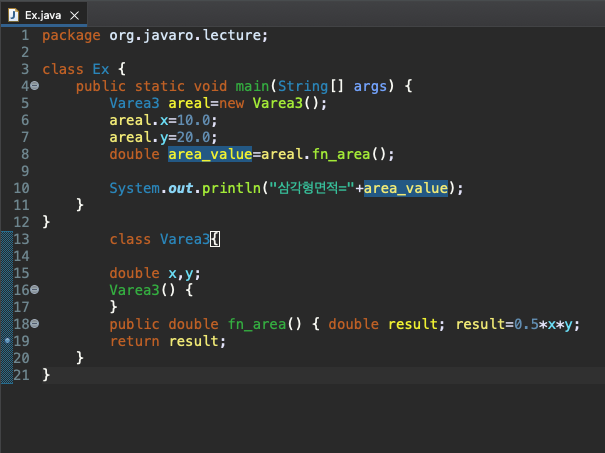 Ex.java
1 package org.javaro.lecture;
2
3 class Ex {
4 public static void main(String[] args) {
5 Varea3 areal=new Varea3();
6 areal.x=10.0;
7 areal.y=20.0;
8 double area_value=areal.fn_area();
9
10 System.out.println("삼각형면적="+area_value);
11 }
12 }
13 class Varea3{
14
15 double x,y;
16 Varea3() {
17 }
18 public double fn_area() { double result; result=0.5*x*y;
19 return result;
20 }
21 }